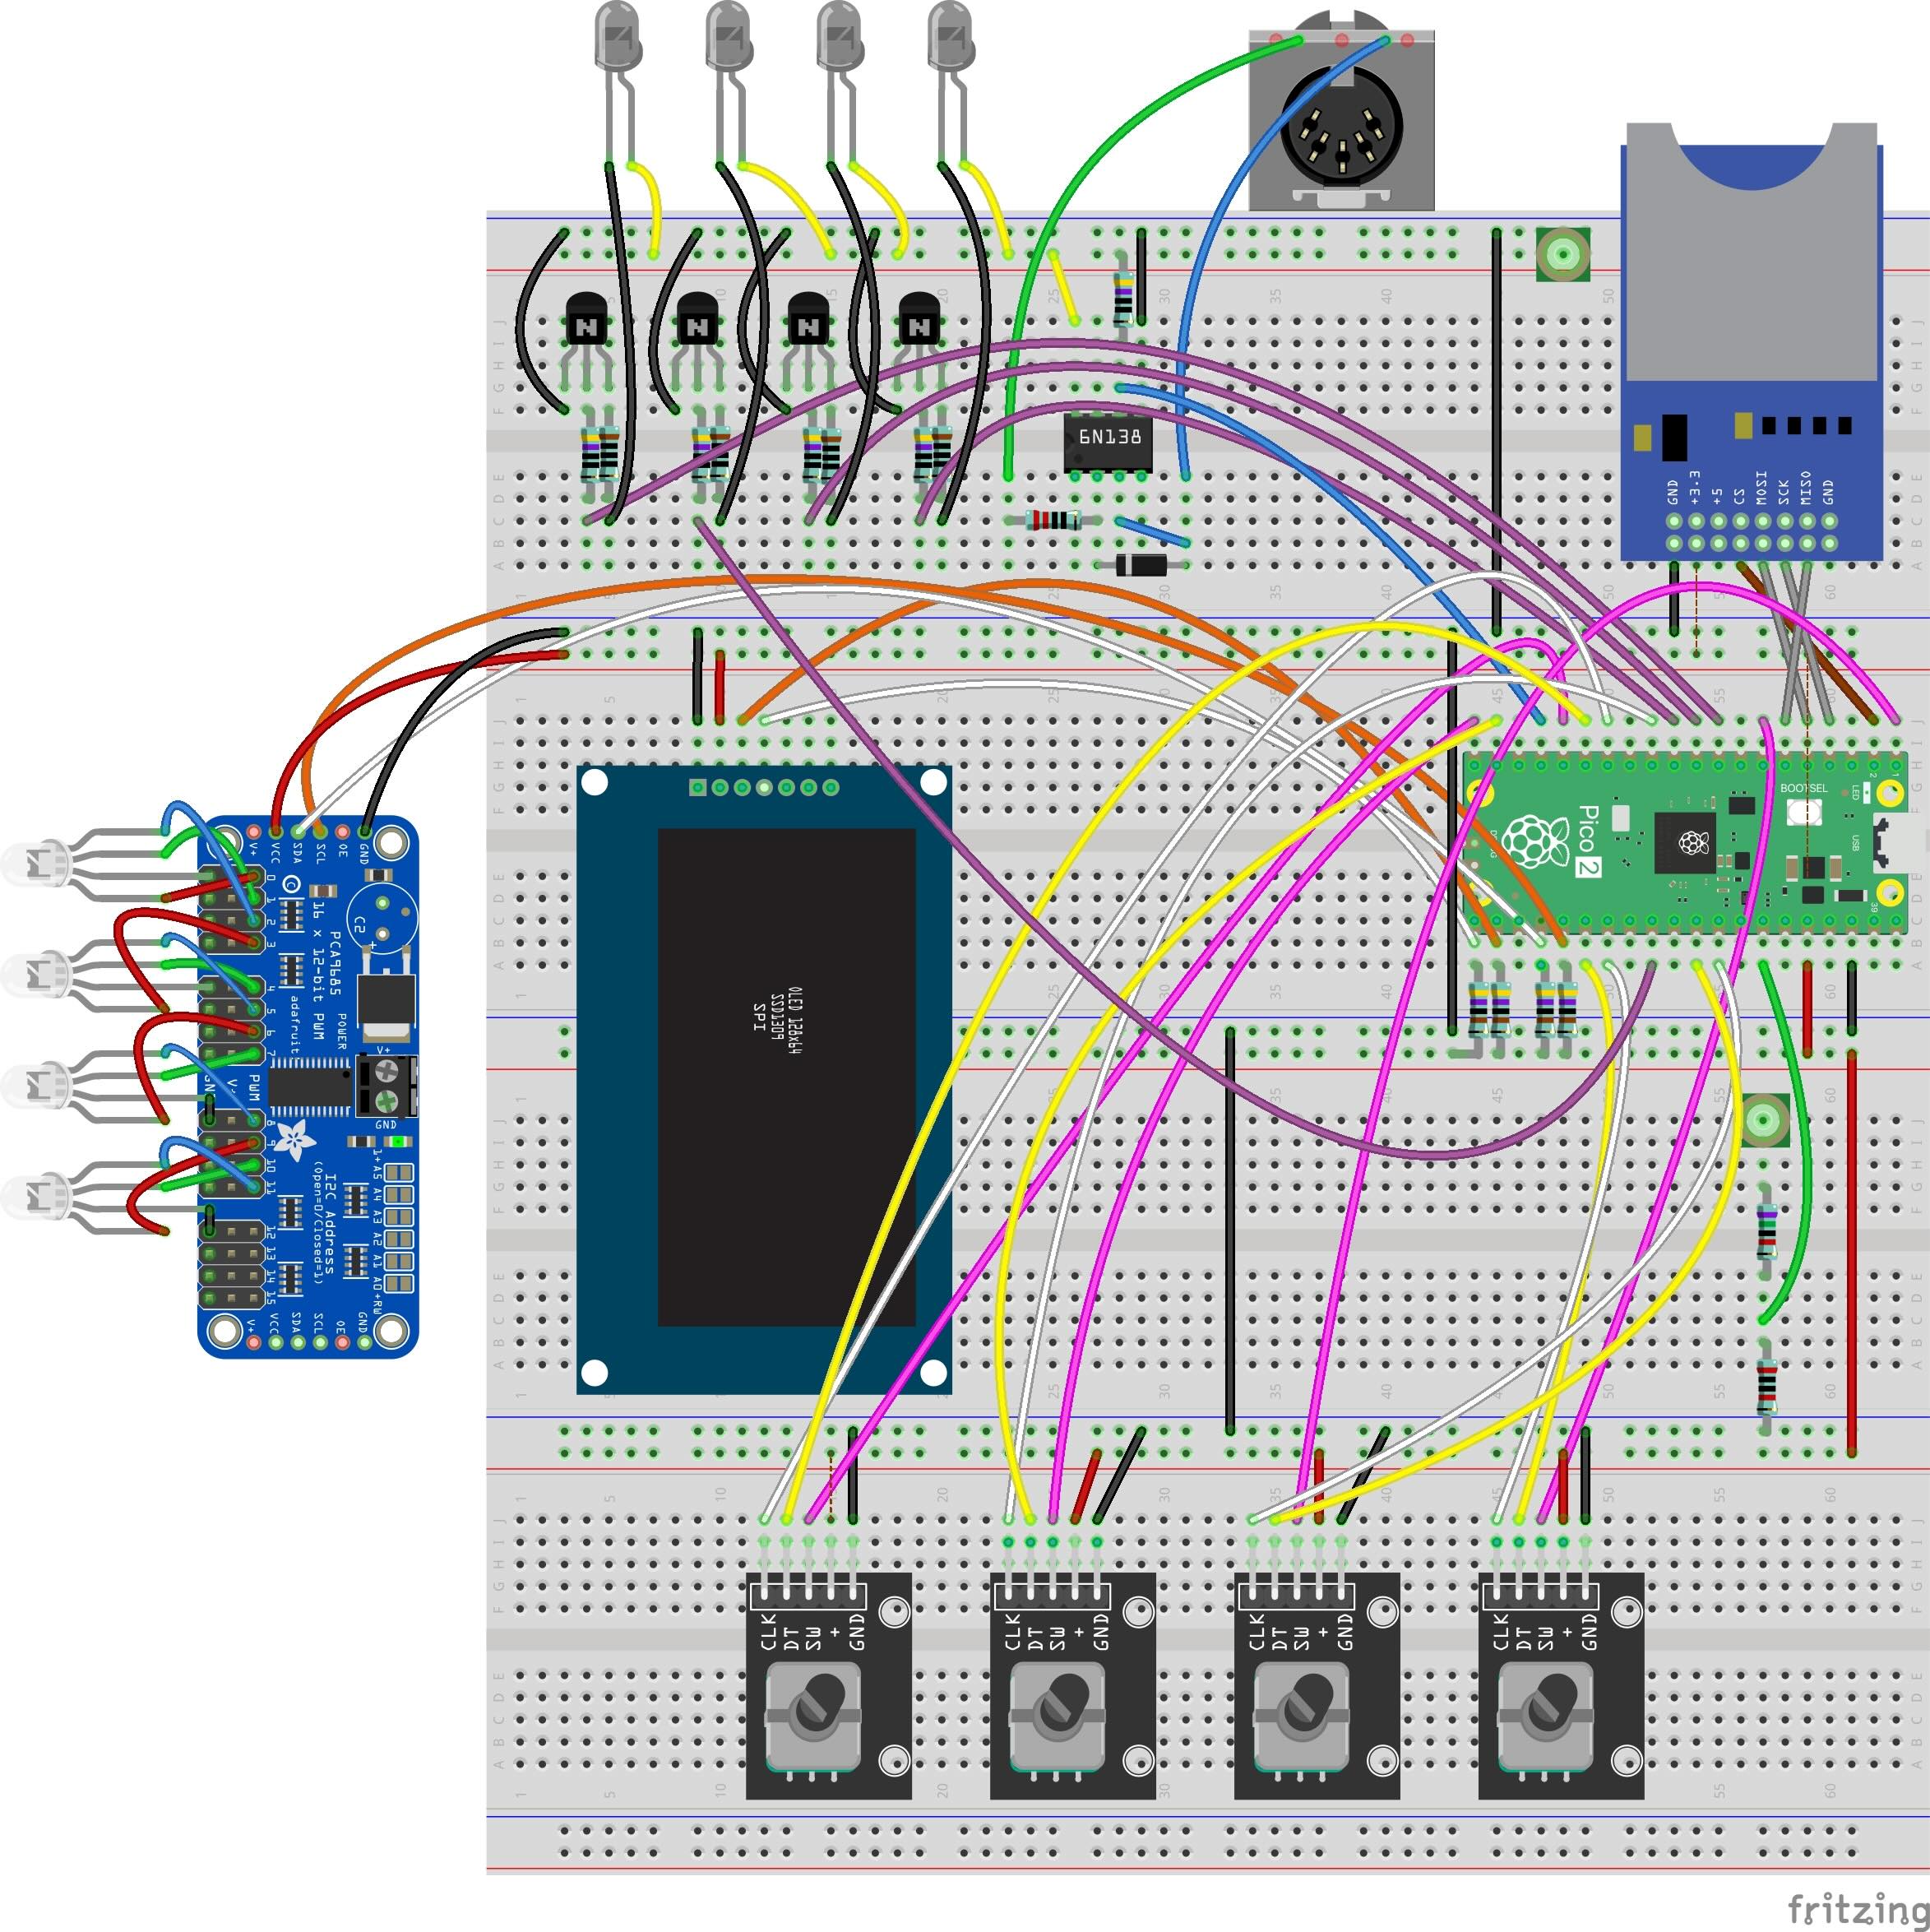 6N138
GND
+3.3
+5
CS
MOSI
SCK
MISO
GND
BOOTSEL
LED
USB
2
1
39
Pico 2
V+
VCC
SDA
SCL
OE
GND
0
1
2
3
4
5
6
7
8
9
10
11
12
13
14
15
C2
+
16 x 12-bit PWM
PCA9685
adafruit
POWER
V+
GND
V+
PWM
GND
I2C Address
(Open=0/Closed=1)
A5
A4
A3
A2
A1
A0
+RW
V+
VCC
SDA
SCL
OE
GND
OLED 128x64
SSD1309
SPI
CLK
DT
SW
+
GND
CLK
DT
SW
+
GND
CLK
DT
SW
+
GND
CLK
DT
SW
+
GND
fritzing